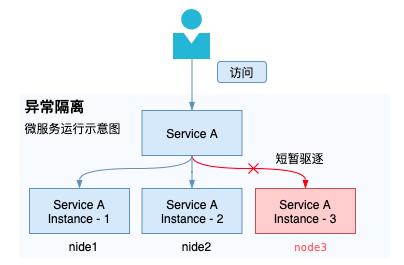 访问
异常隔离
微服务运行示意图
Service A
短暂驱逐
Service A
Instance - 1
Service A
Instance - 2
Service A
Instance - 3
nide1
nide2
node3